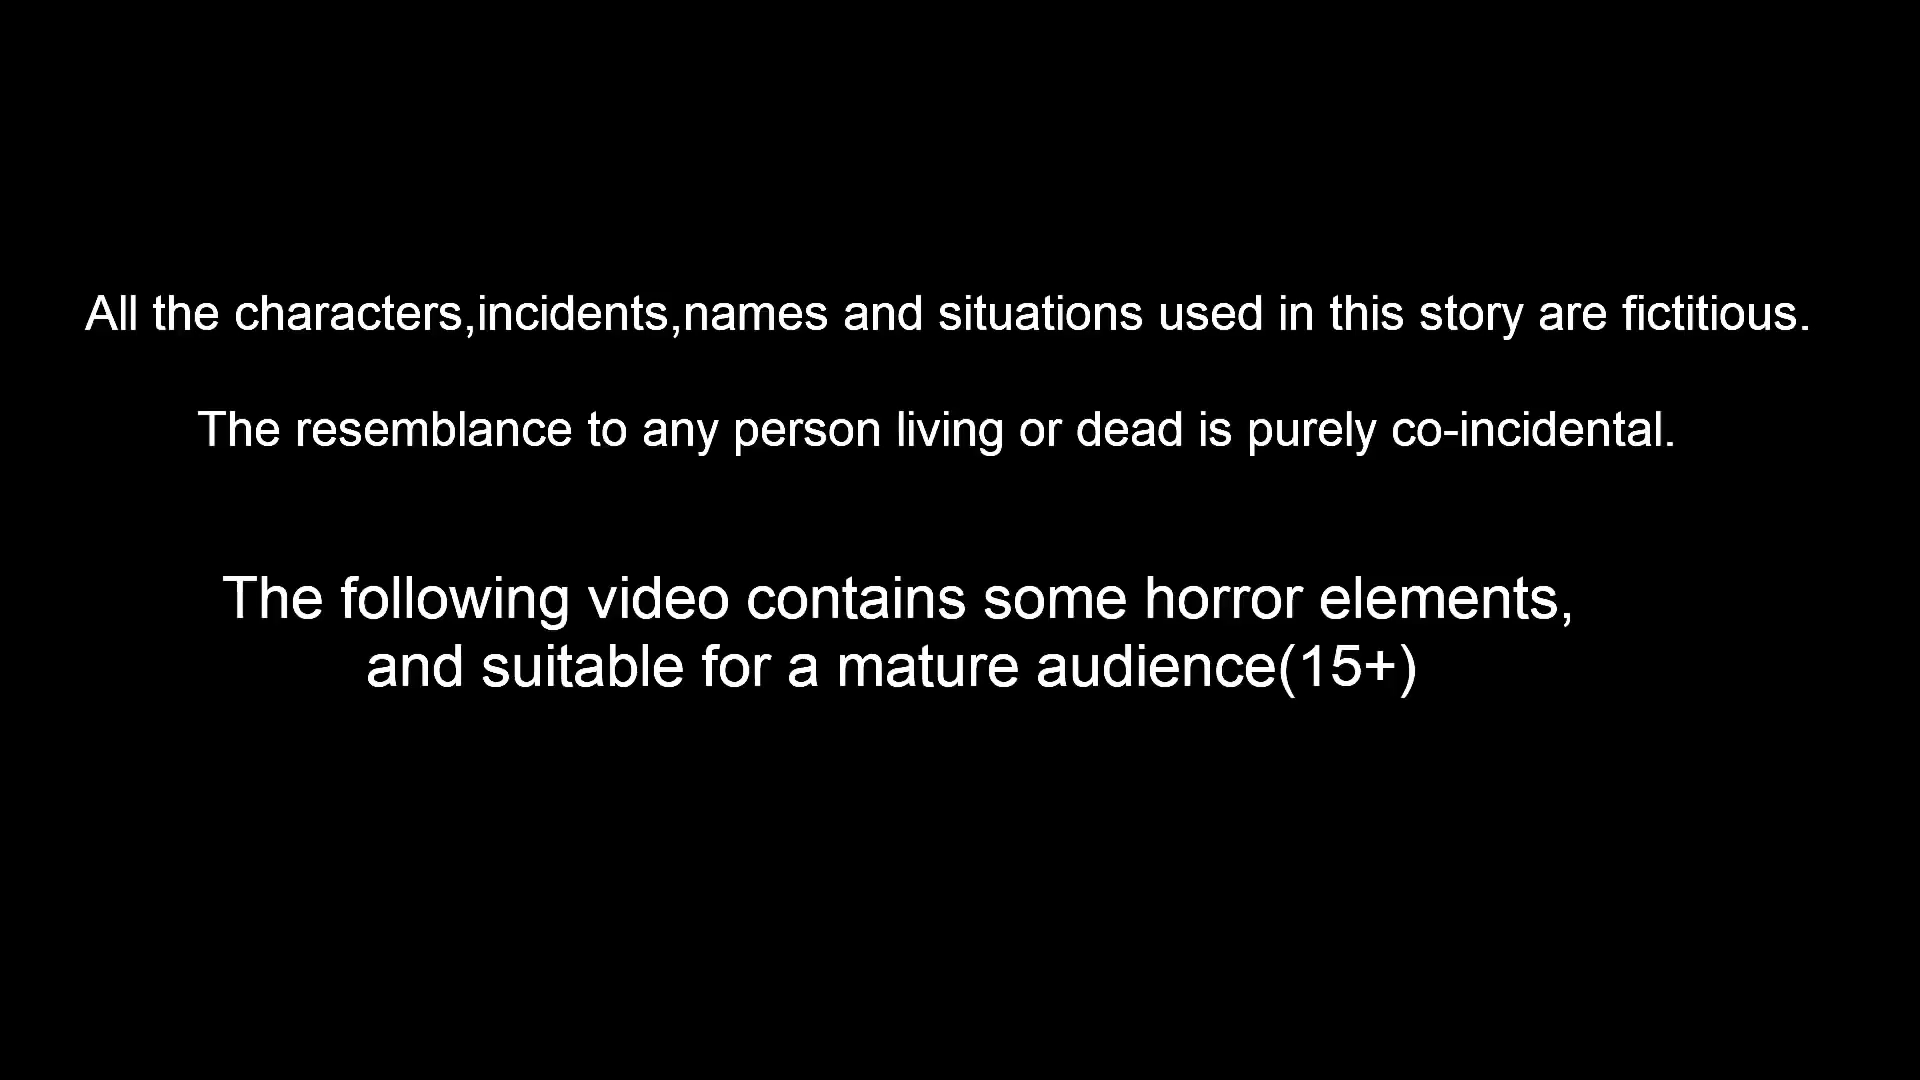 All the characters,incidents,names and situations used in this story are fictitious.
The resemblance to any person living or dead is purely co-incidental.
The following video contains some horror elements,
and suitable for a mature audience(15+)